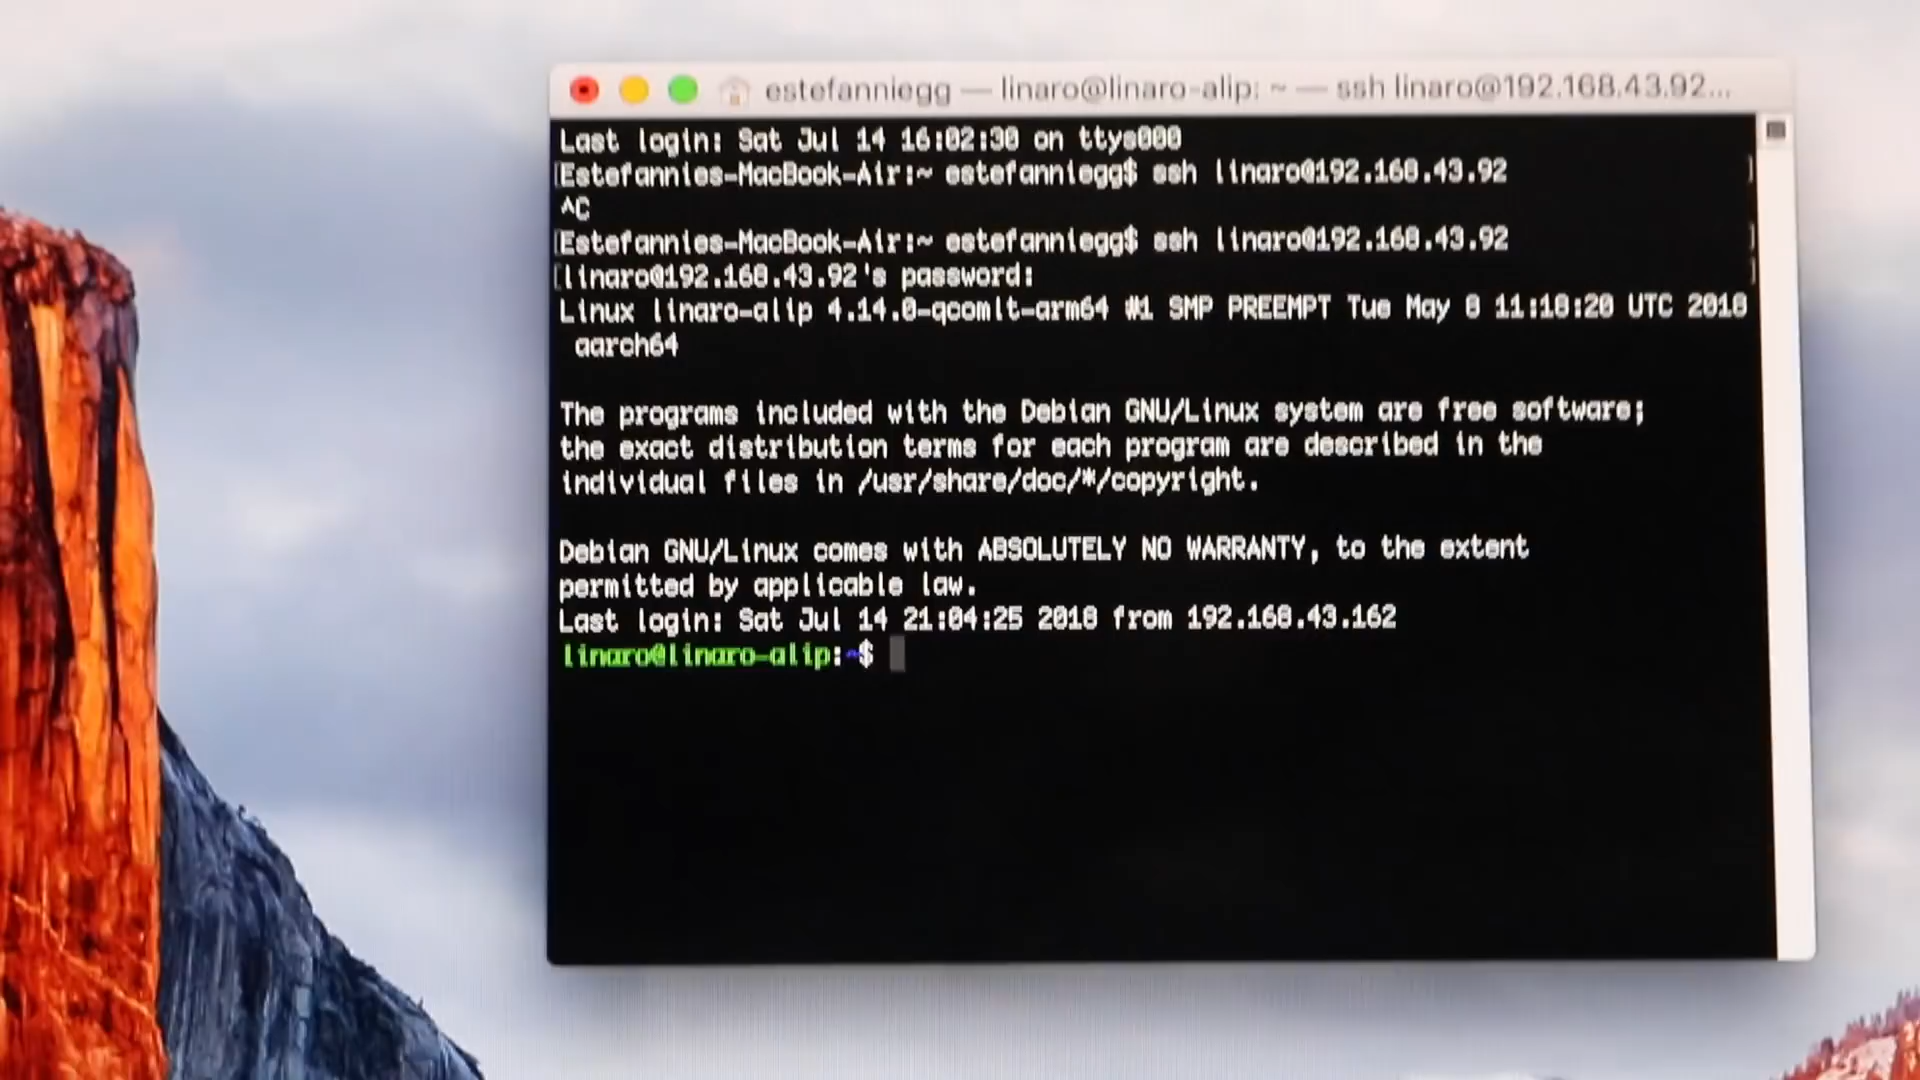 estefanniegg — linaro@linaro-alip: ~ — ssh linaro@192.168.43.92...
Last login: Sat Jul 14 16:02:30 on ttys000
[Estefannies-MacBook-Air:~ estefanniegg$ ssh linaro@192.168.43.92 ]
^C
[Estefannies-MacBook-Air:~ estefanniegg$ ssh linaro@192.168.43.92 ]
[linaro@192.168.43.92's password: ]
Linux linaro-alip 4.14.0-qcomlt-arm64 #1 SMP PREEMPT Tue May 8 11:18:20 UTC 2018
aarch64
The programs included with the Debian GNU/Linux system are free software;
the exact distribution terms for each program are described in the
individual files in /usr/share/doc/*/copyright.
Debian GNU/Linux comes with ABSOLUTELY NO WARRANTY, to the extent
permitted by applicable law.
Last login: Sat Jul 14 21:04:25 2018 from 192.168.43.162
linaro@linaro-alip:~$